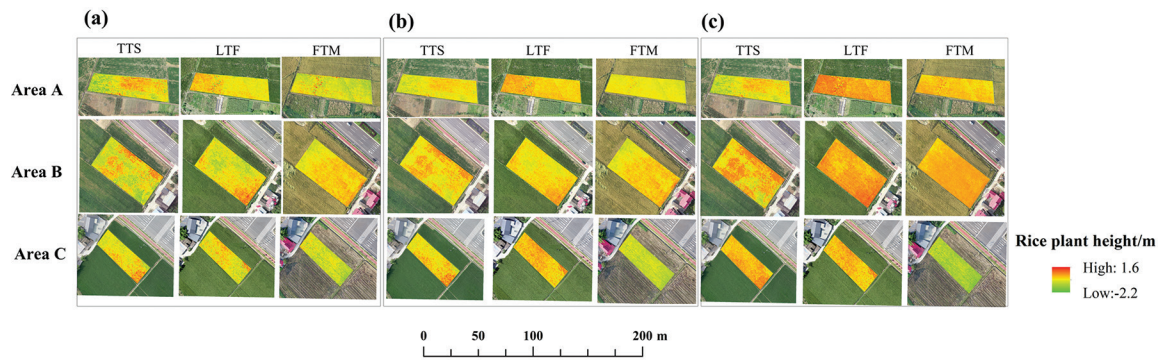 (a) (b) (c)
TTS LTF FTM TTS LTF FTM TTS LTF FTM
Area A
Area B
Area C
Rice plant height/m
High: 1.6
Low:-2.2
0 50 100 200 m